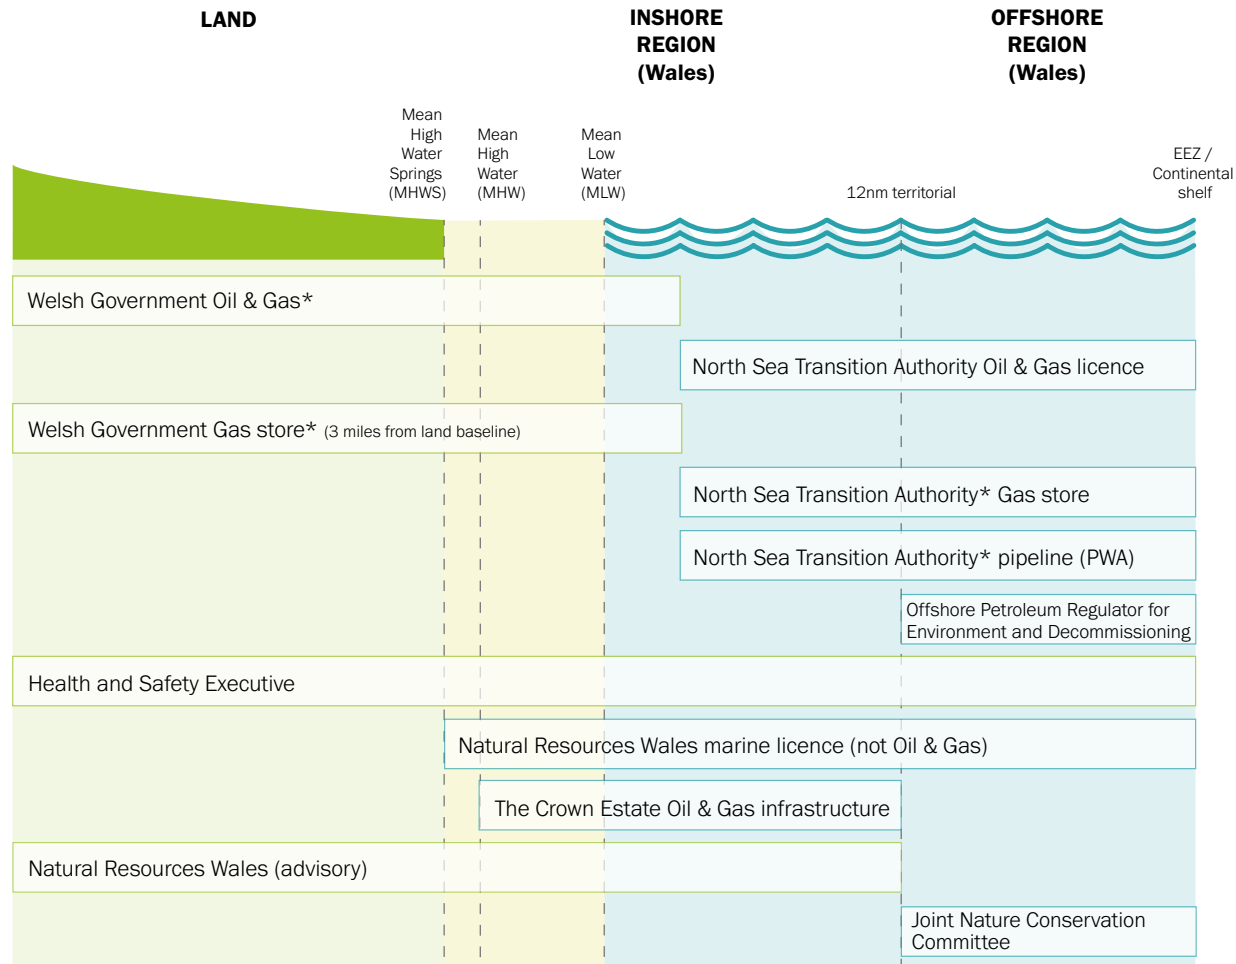 LAND
INSHORE
REGION
(Wales)
OFFSHORE
REGION
(Wales)
Mean
High
Water
Springs
(MHWS)
Mean
High
Water
(MHW)
Mean
Low
Water
(MLW)
12nm territorial
EEZ /
Continental
shelf
Welsh Government Oil & Gas*
North Sea Transition Authority Oil & Gas licence
Welsh Government Gas store* (3 miles from land baseline)
North Sea Transition Authority* Gas store
North Sea Transition Authority* pipeline (PWA)
Offshore Petroleum Regulator for
Environment and Decommissioning
Health and Safety Executive
Natural Resources Wales marine licence (not Oil & Gas)
The Crown Estate Oil & Gas infrastructure
Natural Resources Wales (advisory)
Joint Nature Conservation
Committee